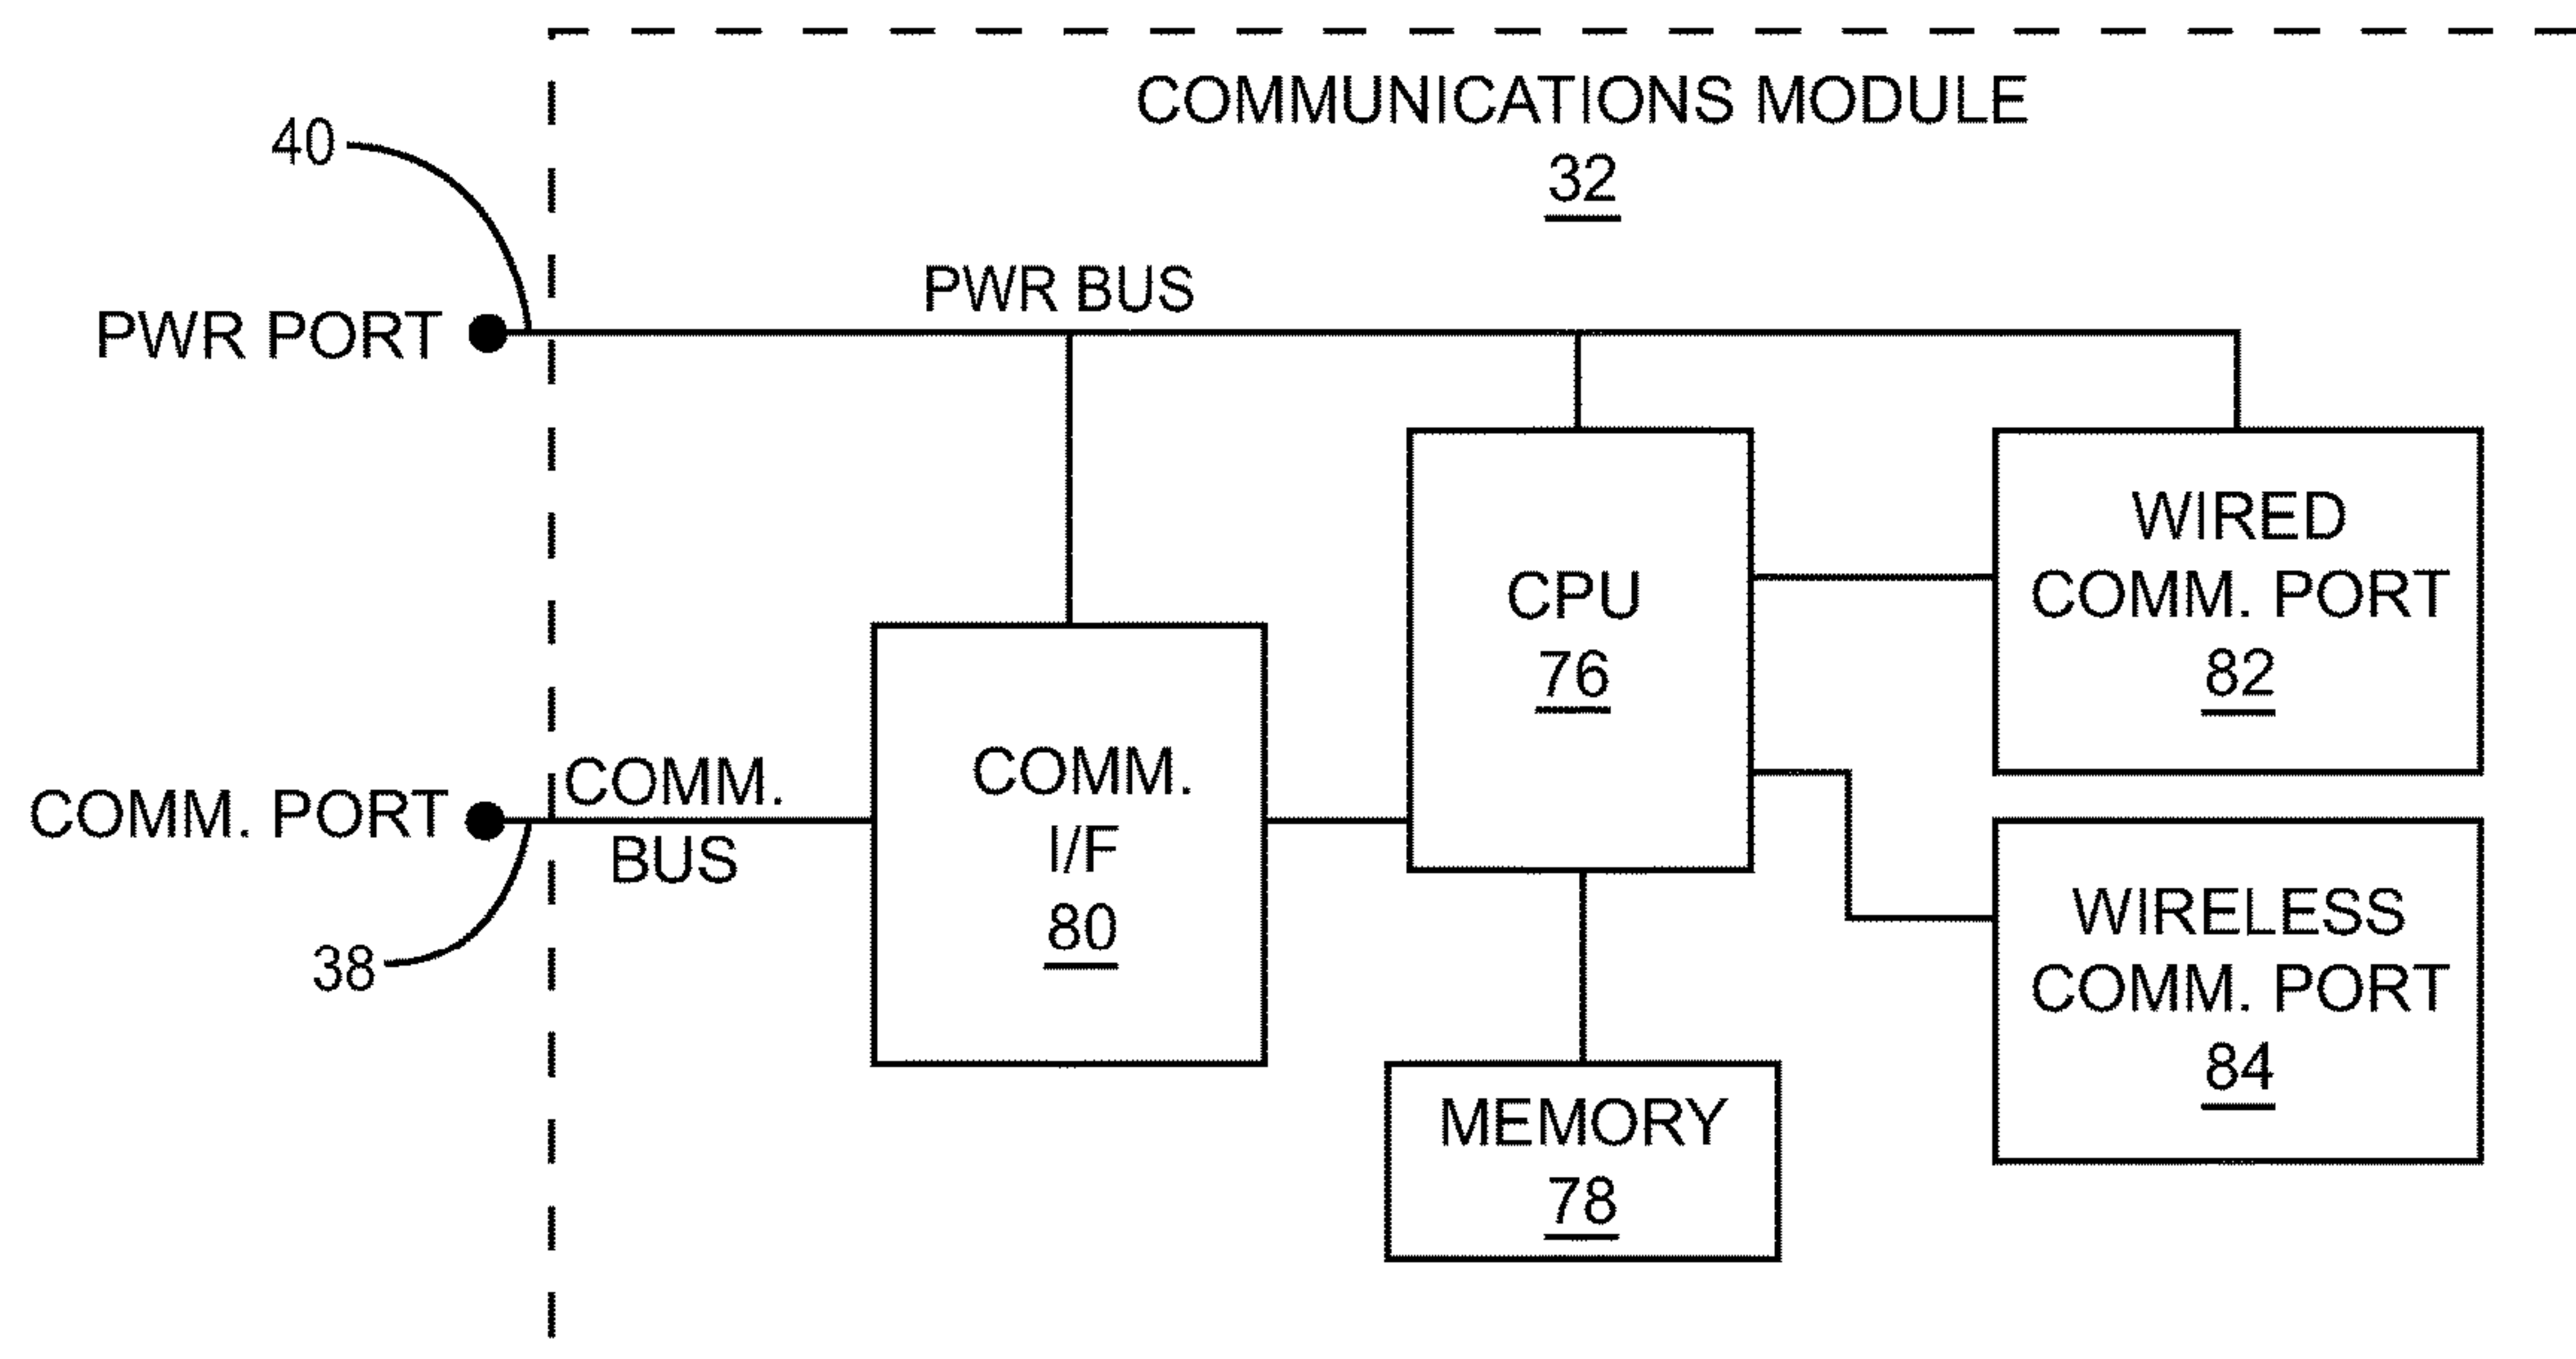 COMMUNICATIONS MODULE
32
40
PWR BUS
PWR PORT
COMM. PORT
38
COMM.
BUS
COMM.
I/F
80
CPU
76
MEMORY
78
WIRED
COMM. PORT
82
WIRELESS
COMM. PORT
84